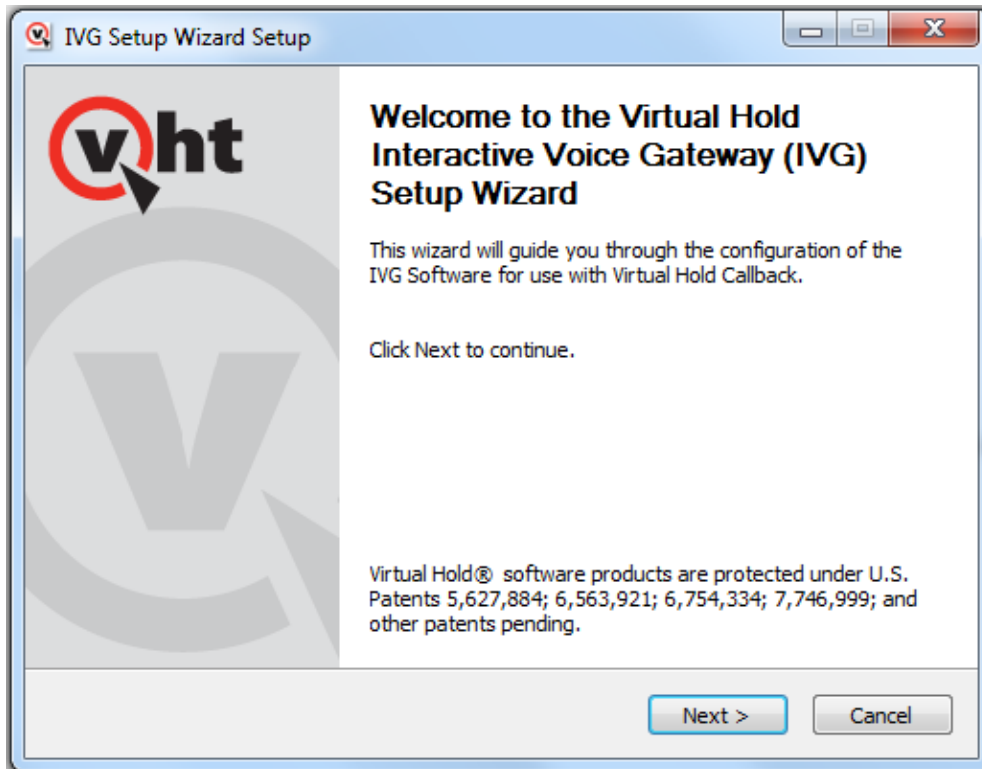 IVG Setup Wizard Setup
vht
Welcome to the Virtual Hold
Interactive Voice Gateway (IVG)
Setup Wizard
This wizard will guide you through the configuration of the
IVG Software for use with Virtual Hold Callback.
Click Next to continue.
V
Virtual Hold® software products are protected under U.S.
Patents 5,627,884; 6,563,921; 6,754,334; 7,746,999; and
other patents pending.
Next >
Cancel